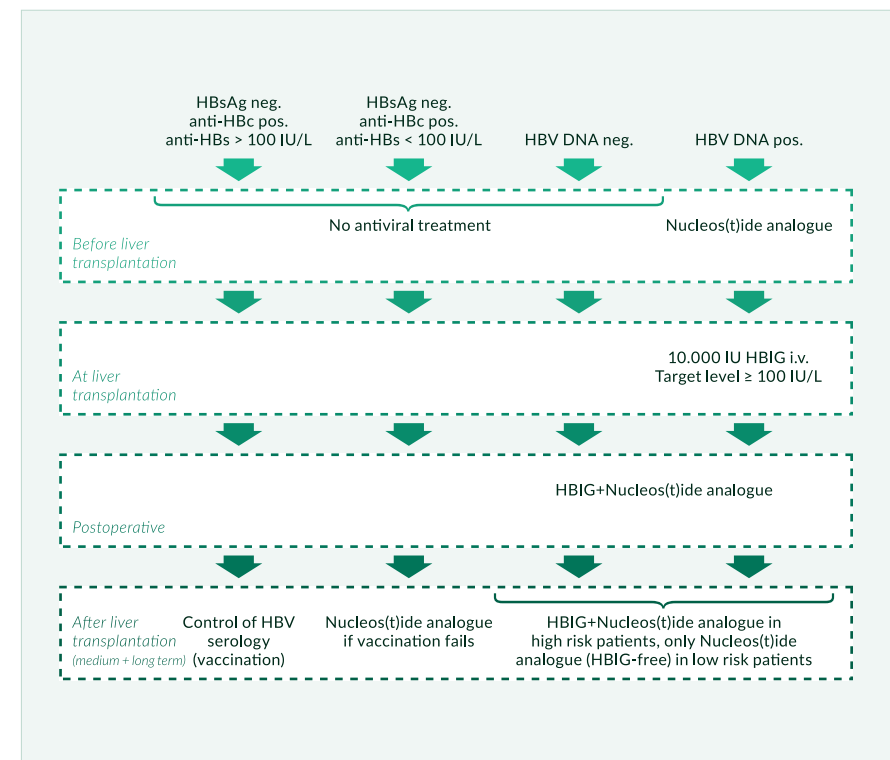 HBsAg neg.
anti-HBc pos.
anti-HBs > 100 IU/L
HBsAg neg.
anti-HBc pos.
anti-HBs < 100 IU/L
HBV DNA neg.
HBV DNA pos.
No antiviral treatment
Nucleos(t)ide analogue
Before liver
transplantation
10.000 IU HBIG i.v.
Target level ≥ 100 IU/L
At liver
transplantation
HBIG+Nucleos(t)ide analogue
Postoperative
After liver
transplantation
(medium + long term)
Control of HBV
serology
(vaccination)
Nucleos(t)ide analogue
if vaccination fails
HBIG+Nucleos(t)ide analogue in
high risk patients, only Nucleos(t)ide
analogue (HBIG-free) in low risk patients